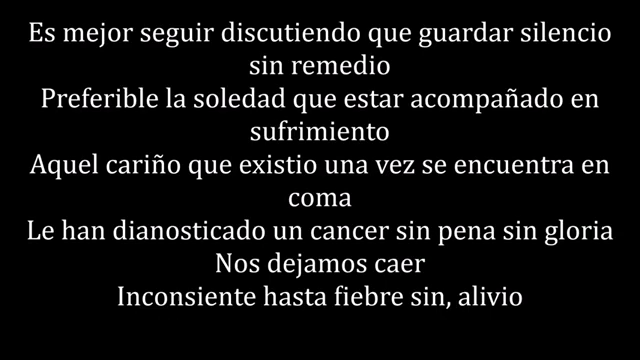 Es mejor seguir discutiendo que guardar silencio
sin remedio
Preferible la soledad que estar acompañado en
sufrimiento
Aquel cariño que existio una vez se encuentra en
coma
Le han dianosticado un cancer sin pena sin gloria
Nos dejamos caer
Inconsiente hasta fiebre sin, alivio